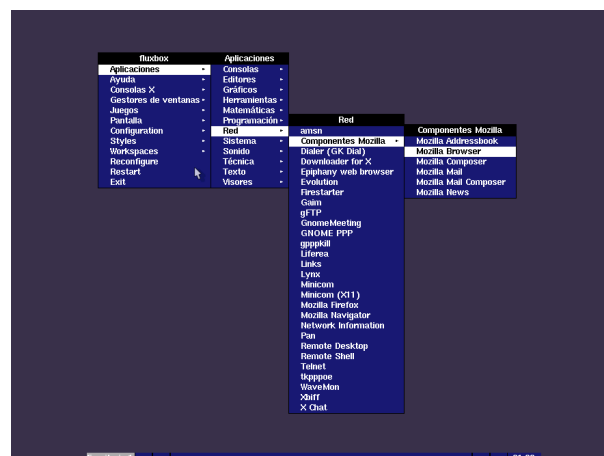 fluxbox
Aplicaciones
Ayuda
Consolas X
Gestores de ventanas
Juegos
Pantalla
Configuration
Styles
Workspaces
Reconfigure
Restart
Exit
Aplicaciones
Consolas
Editores
Gráficos
Herramientas
Matemáticas
Programación
Red
Sistema
Sonido
Técnica
Texto
Visores
Red
amsn
Componentes Mozilla
Dialer (GK Dial)
Downloader for X
Epiphany web browser
Evolution
Firestarter
Gaim
gFTP
GnomeMeeting
GNOME PPP
gpppkill
Liferea
Links
Lynx
Minicom
Minicom (X11)
Mozilla Firefox
Mozilla Navigator
Network Information
Pan
Remote Desktop
Remote Shell
Telnet
tkpppoe
WaveMon
Xbiff
X Chat
Componentes Mozilla
Mozilla Addressbook
Mozilla Browser
Mozilla Composer
Mozilla Mail
Mozilla Mail Composer
Mozilla News